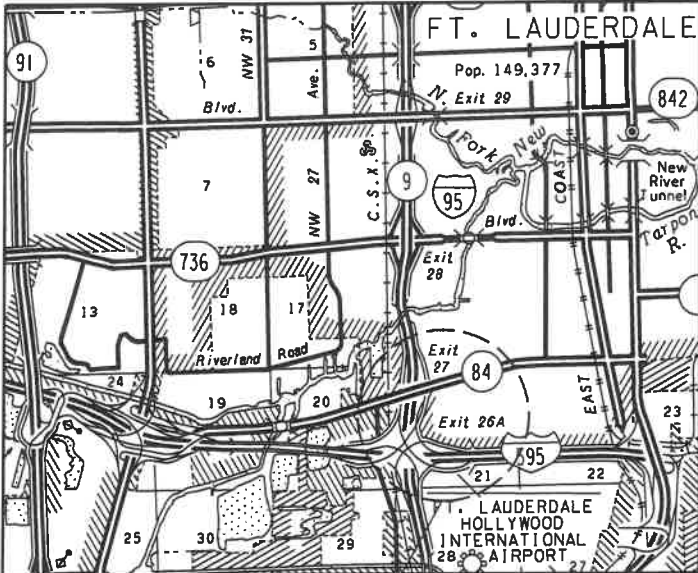 FT. LAUDERDALE
91
6
NW 31
5
Ave.
Pop. 149,377
N.
Exit 29
842
Blvd.
Fork
New
C.S.X.
COAST
New
River
Tunnel
7
NW 27
9
95
Blvd.
Tarpon
R.
736
Exit
28
13
18
17
Riverland Road
Exit
27
84
24
19
20
Exit 26A
EAST
23
595
21
22
FT. LAUDERDALE
HOLLYWOOD
INTERNATIONAL
AIRPORT
25
30
29
28
27